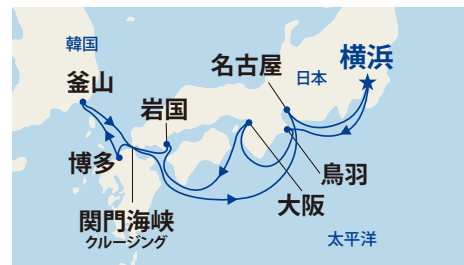 韓国
釜山
名古屋
日本
横浜
岩国
博多
鳥羽
大阪
関門海峡
クルージング
太平洋